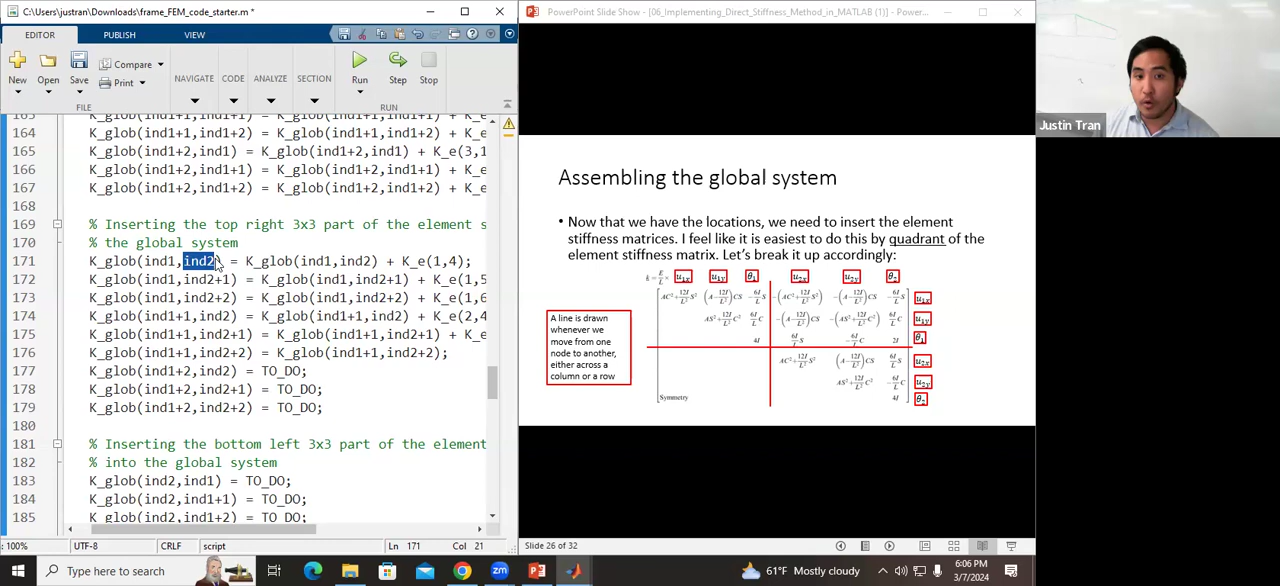 C:\Users\justran\Downloads\frame_FEM_code_starter.m *
EDITOR
PUBLISH
VIEW
New
Open
Save
Compare
Print
FILE
NAVIGATE
CODE
ANALYZE
SECTION
Run
Step
Stop
RUN
164 K_glob(ind1+1,ind1+2) = K_glob(ind1+1,ind1+2) + K_e
165 K_glob(ind1+2,ind1) = K_glob(ind1+2,ind1) + K_e(3,1
166 K_glob(ind1+2,ind1+1) = K_glob(ind1+2,ind1+1) + K_e
167 K_glob(ind1+2,ind1+2) = K_glob(ind1+2,ind1+2) + K_e
168
169 % Inserting the top right 3x3 part of the element s
170 % the global system
171 K_glob(ind1,ind2) = K_glob(ind1,ind2) + K_e(1,4);
172 K_glob(ind1,ind2+1) = K_glob(ind1,ind2+1) + K_e(1,5
173 K_glob(ind1,ind2+2) = K_glob(ind1,ind2+2) + K_e(1,6
174 K_glob(ind1+1,ind2) = K_glob(ind1+1,ind2) + K_e(2,4
175 K_glob(ind1+1,ind2+1) = K_glob(ind1+1,ind2+1) + K_e
176 K_glob(ind1+1,ind2+2) = K_glob(ind1+1,ind2+2);
177 K_glob(ind1+2,ind2) = TO_DO;
178 K_glob(ind1+2,ind2+1) = TO_DO;
179 K_glob(ind1+2,ind2+2) = TO_DO;
180
181 % Inserting the bottom left 3x3 part of the element
182 % into the global system
183 K_glob(ind2,ind1) = TO_DO;
184 K_glob(ind2,ind1+1) = TO_DO;
185 K_glob(ind2,ind1+2) = TO_DO;
100%
UTF-8
CRLF
script
Ln 171
Col 21
PowerPoint Slide Show - [06_Implementing_Direct_Stiffness_Method_in_MATLAB (1)] - Power...
Assembling the global system
• Now that we have the locations, we need to insert the element
stiffness matrices. I feel like it is easiest to do this by quadrant of the
element stiffness matrix. Let's break it up accordingly:
A line is drawn
whenever we
move from one
node to another,
either across a
column or a row
Symmetry
Slide 26 of 32
Justin Tran
Type here to search
61°F Mostly cloudy
6:06 PM
3/7/2024